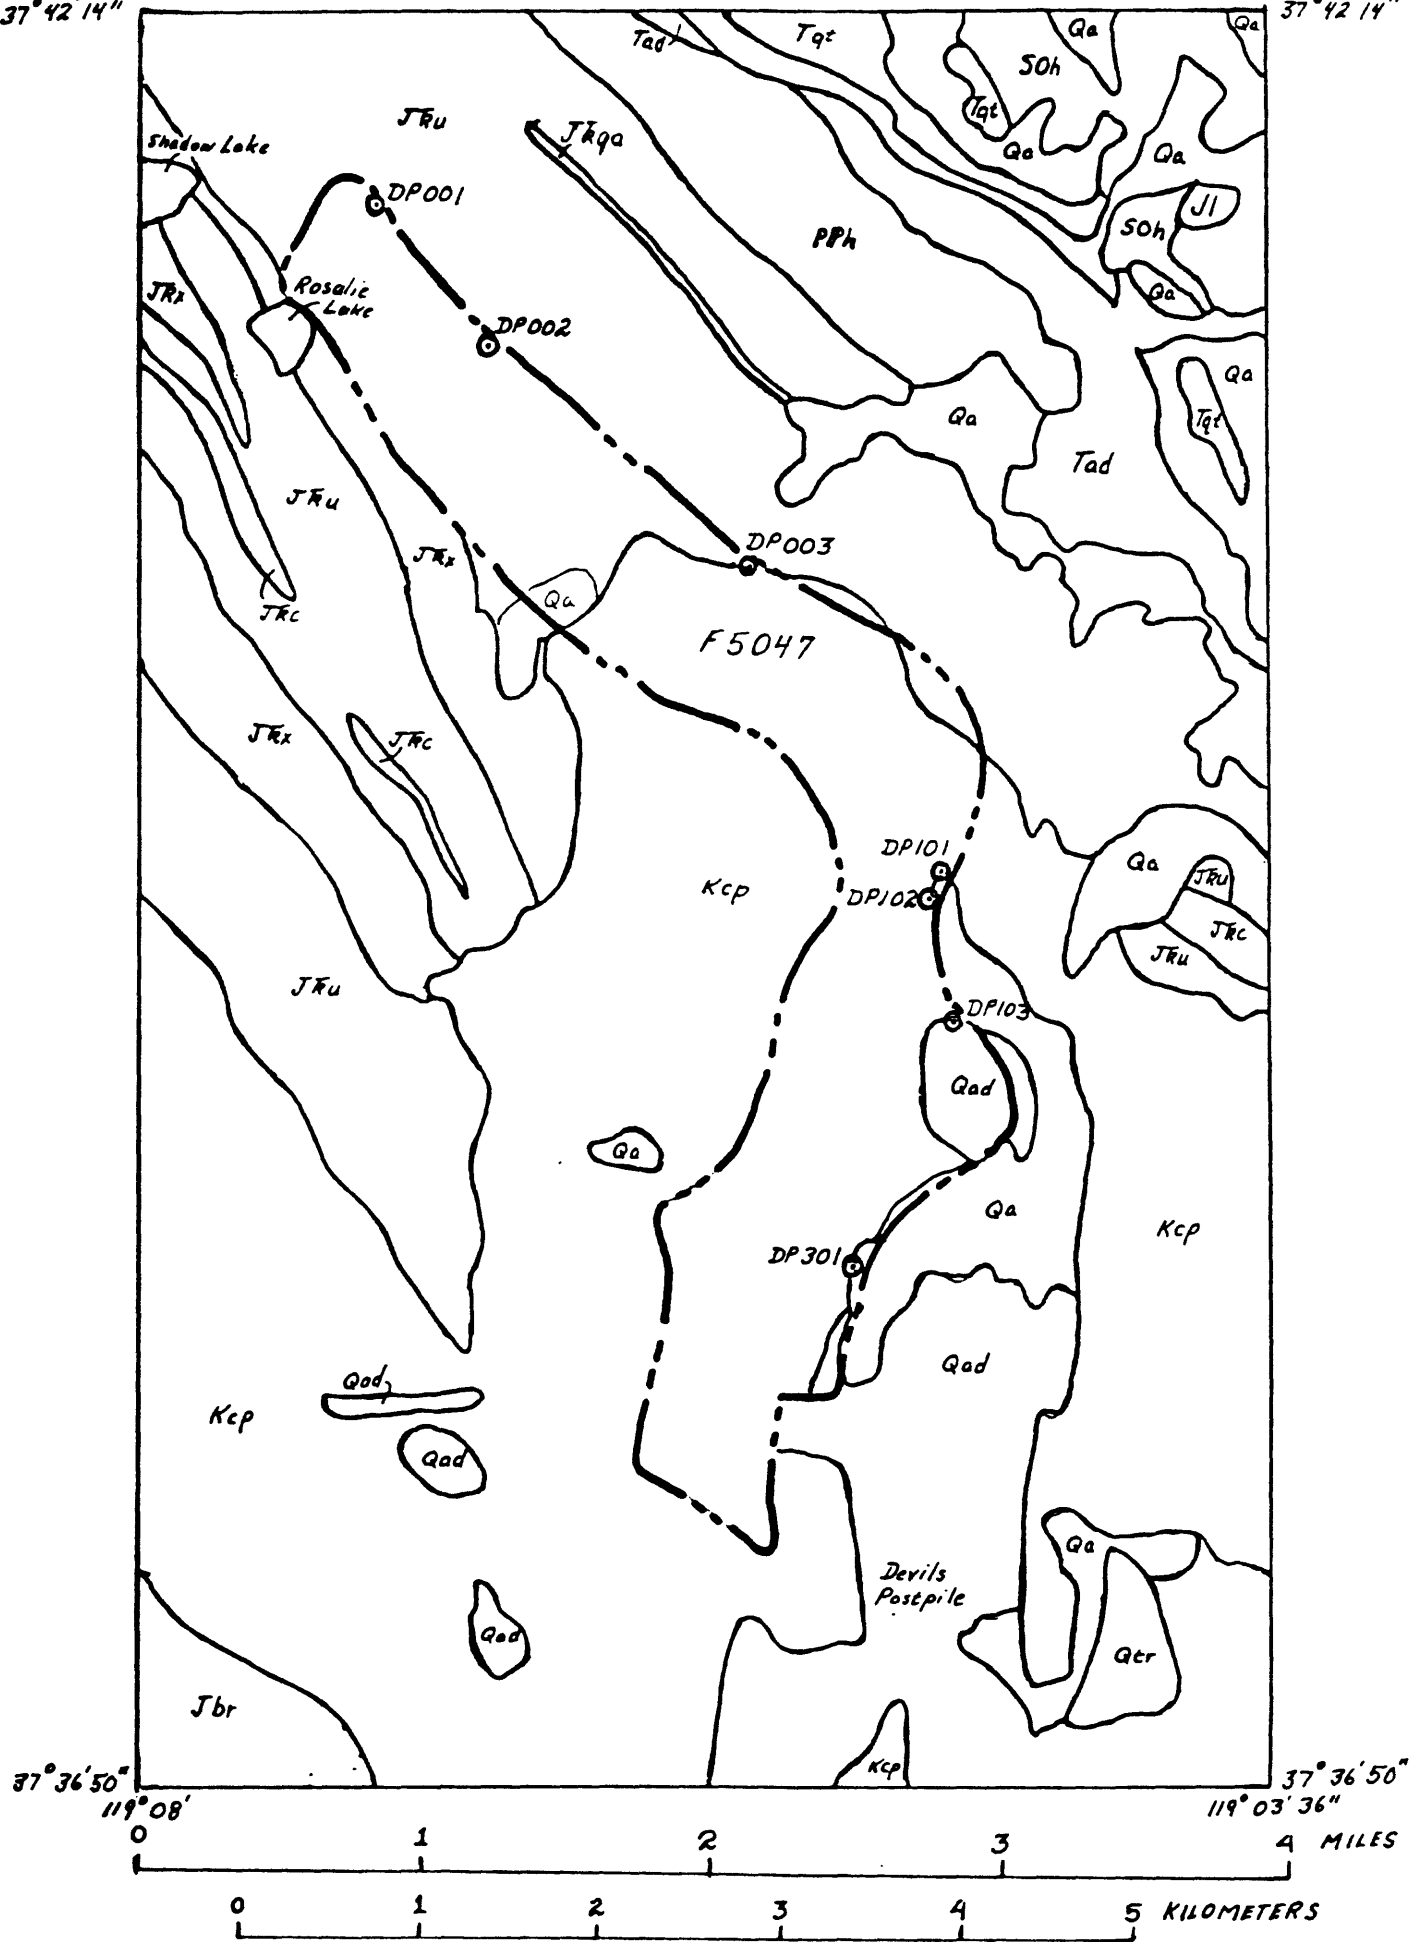 37° 42' 14"
37° 42' 14"
Tad
Tqt
SOh
Qa
Qa
Tqt
Qa
Qa
JTRu
JTRqa
Shadow Lake
DP001
PPh
SOh
Jl
Qa
JTRx
Rosalie
Lake
DP002
Qa
Tqt
Qa
Tad
JTRu
DP003
JTRx
Qa
JTRc
F5047
JTRx
JTRc
DP101
Kcp
DP102
Qa
JTRu
JTRc
JTRu
JTRu
DP103
Qad
Qa
Qa
Kcp
DP301
Qad
Qad
Kcp
Qad
Qa
Devils
Postpile
Qad
Qtr
Jbr
Kcp
37° 36' 50"
37° 36' 50"
119° 08'
119° 03' 36"
0 1 2 3 4 MILES
0 1 2 3 4 5 KILOMETERS